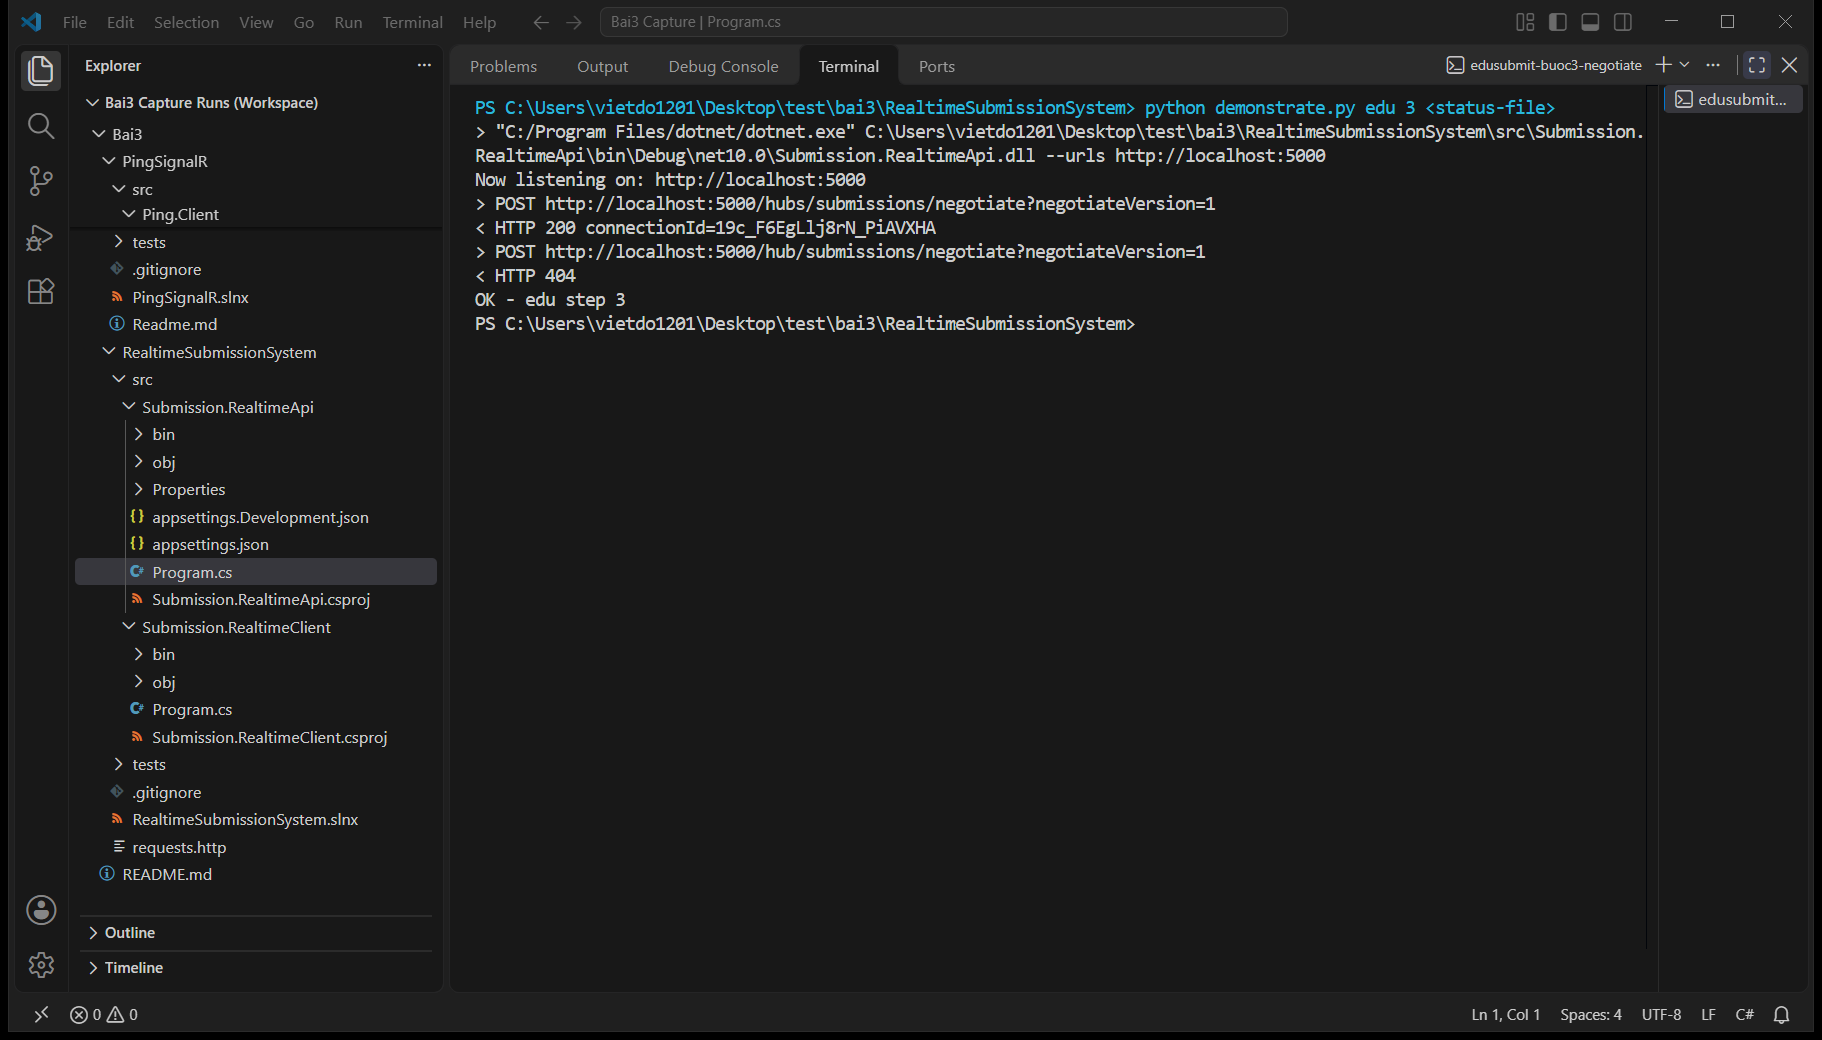 File Edit Selection View Go Run Terminal Help
Bai3 Capture | Program.cs
Explorer
Bai3 Capture Runs (Workspace)
Bai3
PingSignalR
src
Ping.Client
tests
.gitignore
PingSignalR.slnx
Readme.md
RealtimeSubmissionSystem
src
Submission.RealtimeApi
bin
obj
Properties
appsettings.Development.json
appsettings.json
Program.cs
Submission.RealtimeApi.csproj
Submission.RealtimeClient
bin
obj
Program.cs
Submission.RealtimeClient.csproj
tests
.gitignore
RealtimeSubmissionSystem.slnx
requests.http
README.md
Outline
Timeline
Problems Output Debug Console Terminal Ports
edusubmit-buoc3-negotiate
edusubmit...
PS C:\Users\vietdo1201\Desktop\test\bai3\RealtimeSubmissionSystem> python demonstrate.py edu 3 <status-file>
> "C:/Program Files/dotnet/dotnet.exe" C:\Users\vietdo1201\Desktop\test\bai3\RealtimeSubmissionSystem\src\Submission.
RealtimeApi\bin\Debug\net10.0\Submission.RealtimeApi.dll --urls http://localhost:5000
Now listening on: http://localhost:5000
> POST http://localhost:5000/hubs/submissions/negotiate?negotiateVersion=1
< HTTP 200 connectionId=19c_F6EgLlj8rN_PiAVXHA
> POST http://localhost:5000/hub/submissions/negotiate?negotiateVersion=1
< HTTP 404
OK - edu step 3
PS C:\Users\vietdo1201\Desktop\test\bai3\RealtimeSubmissionSystem>
0 0
Ln 1, Col 1 Spaces: 4 UTF-8 LF C#